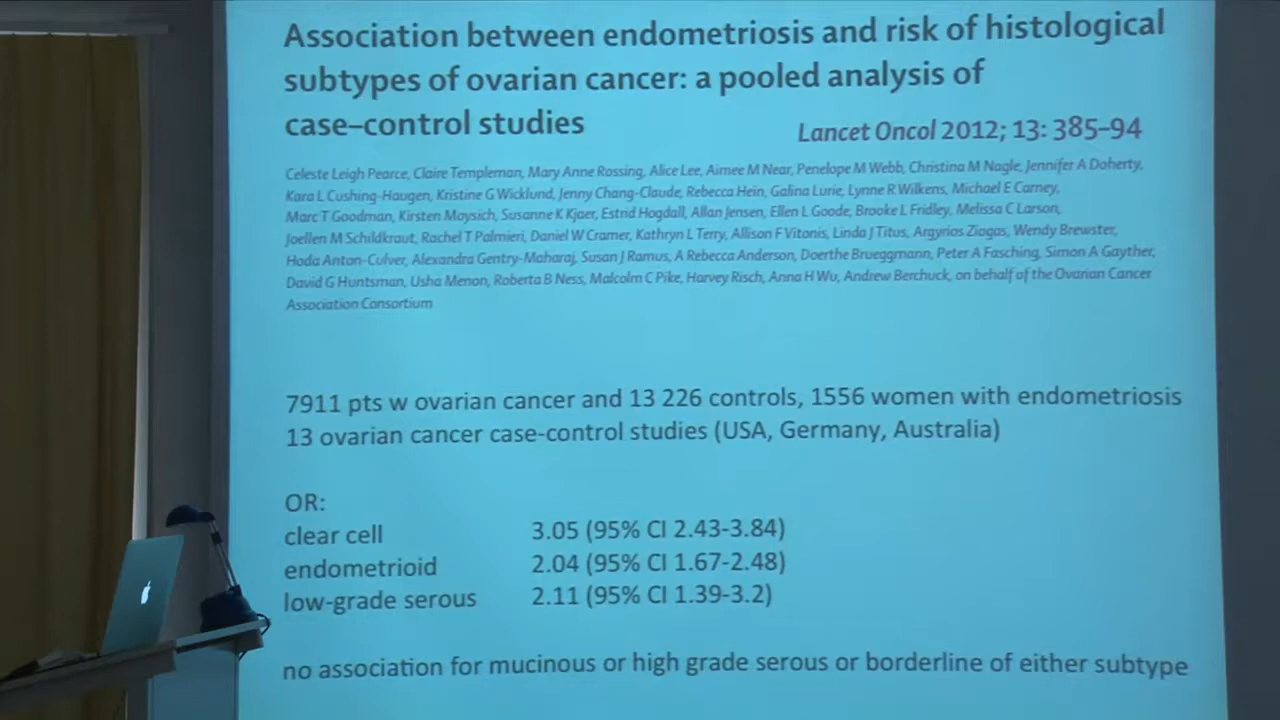 Association between endometriosis and risk of histological
subtypes of ovarian cancer: a pooled analysis of
case–control studies
Lancet Oncol 2012; 13: 385–94
Celeste Leigh Pearce, Claire Templeman, Mary Anne Rossing, Alice Lee, Aimee M Near, Penelope M Webb, Christina M Nagle, Jennifer A Doherty,
Kara L Cushing-Haugen, Kristine G Wicklund, Jenny Chang-Claude, Rebecca Hein, Galina Lurie, Lynne R Wilkens, Michael E Carney,
Marc T Goodman, Kirsten Moysich, Susanne K Kjaer, Estrid Hogdall, Allan Jensen, Ellen L Goode, Brooke L Fridley, Melissa C Larson,
Joellen M Schildkraut, Rachel T Palmieri, Daniel W Cramer, Kathryn L Terry, Allison F Vitonis, Linda J Titus, Argyrios Ziogas, Wendy Brewster,
Hoda Anton-Culver, Alexandra Gentry-Maharaj, Susan J Ramus, A Rebecca Anderson, Doerthe Brueggmann, Peter A Fasching, Simon A Gayther,
David G Huntsman, Usha Menon, Roberta B Ness, Malcolm C Pike, Harvey Risch, Anna H Wu, Andrew Berchuck, on behalf of the Ovarian Cancer
Association Consortium
7911 pts w ovarian cancer and 13 226 controls, 1556 women with endometriosis
13 ovarian cancer case-control studies (USA, Germany, Australia)
OR:
clear cell 3.05 (95% CI 2.43-3.84)
endometrioid 2.04 (95% CI 1.67-2.48)
low-grade serous 2.11 (95% CI 1.39-3.2)
no association for mucinous or high grade serous or borderline of either subtype